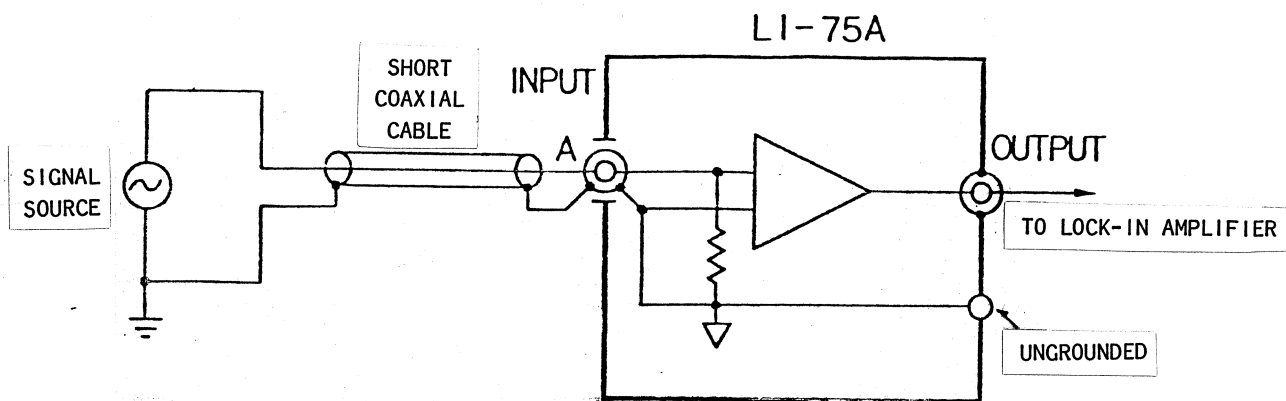 LI-75A
SHORT
COAXIAL
CABLE
INPUT
A
OUTPUT
SIGNAL
SOURCE
TO LOCK-IN AMPLIFIER
UNGROUNDED